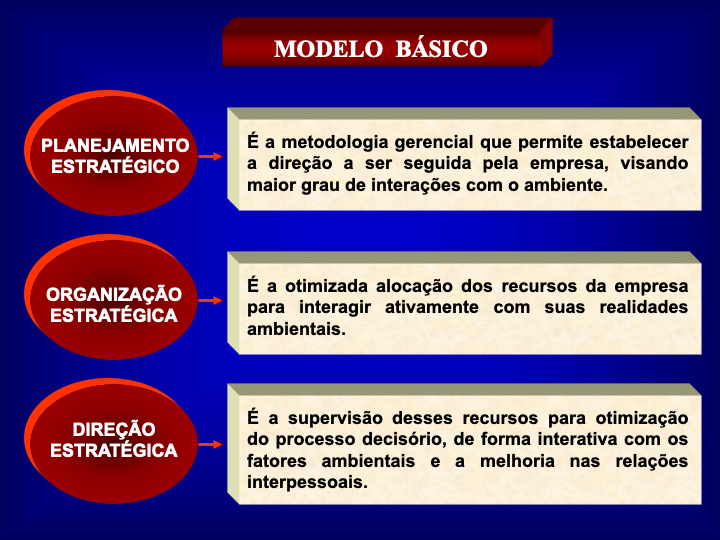 MODELO BÁSICO
PLANEJAMENTO
ESTRATÉGICO
É a metodologia gerencial que permite estabelecer
a direção a ser seguida pela empresa, visando
maior grau de interações com o ambiente.
ORGANIZAÇÃO
ESTRATÉGICA
É a otimizada alocação dos recursos da empresa
para interagir ativamente com suas realidades
ambientais.
DIREÇÃO
ESTRATÉGICA
É a supervisão desses recursos para otimização
do processo decisório, de forma interativa com os
fatores ambientais e a melhoria nas relações
interpessoais.